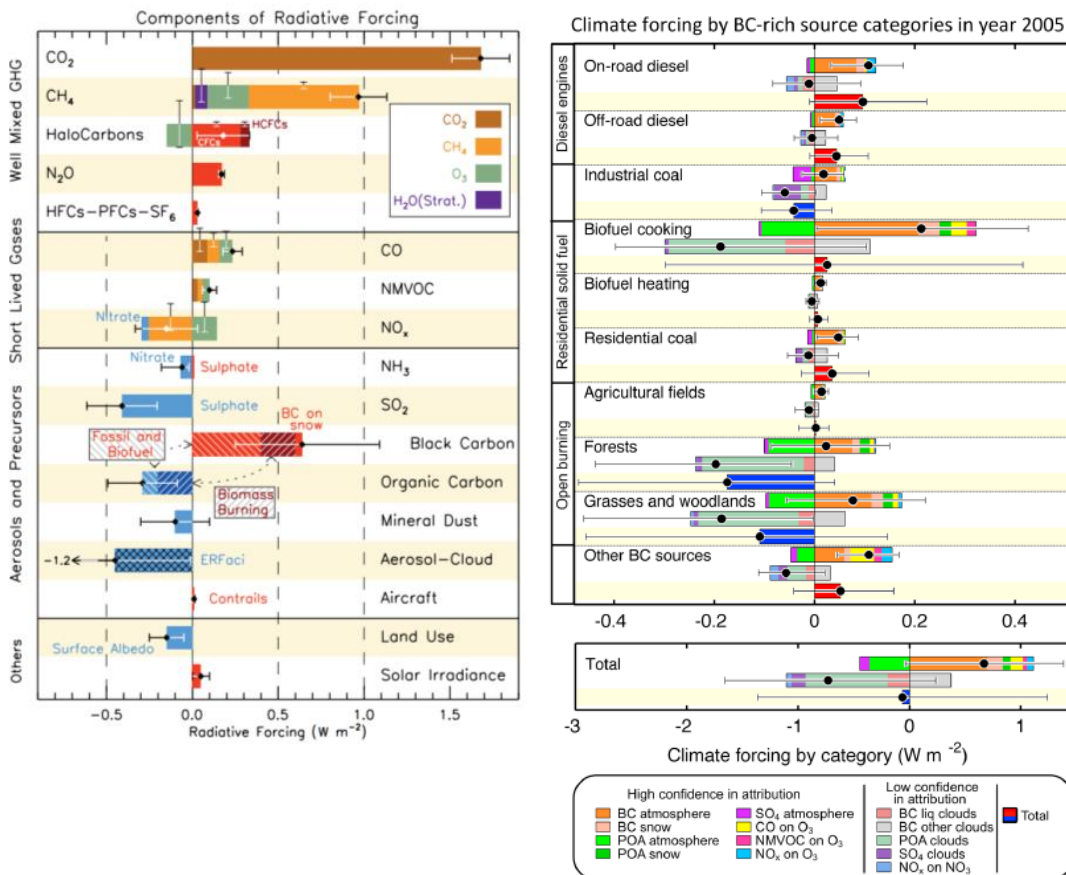 Components of Radiative Forcing
Well Mixed GHG
CO2
CH4
HaloCarbons
HCFCs
CFCs
N2O
HFCs-PFCs-SF6
CO2
CH4
O3
H2O(Strat.)
Short Lived Gases
CO
NMVOC
Nitrate
NOx
Aerosols and Precursors
Nitrate
Sulphate
NH3
Sulphate
SO2
BC on
snow
Black Carbon
Fossil and
Biofuel
Organic Carbon
Biomass
Burning
Mineral Dust
-1.2
ERFaci
Aerosol-Cloud
Contrails
Aircraft
Others
Land Use
Surface Albedo
Solar Irradiance
-0.5 0.0 0.5 1.0 1.5
Radiative Forcing (W m-2)
Climate forcing by BC-rich source categories in year 2005
-0.2 0 0.2 0.4
Diesel engines
On-road diesel
Off-road diesel
Industrial coal
Residential solid fuel
Biofuel cooking
Biofuel heating
Residential coal
Open burning
Agricultural fields
Forests
Grasses and woodlands
Other BC sources
-0.2 0 0.2 0.4
Total
-3 -2 -1 0 1
Climate forcing by category (W m-2)
High confidence in attribution
BC atmosphere
BC snow
POA atmosphere
POA snow
SO4 atmosphere
CO on O3
NMVOC on O3
NOx on O3
Low confidence
in attribution
BC liq clouds
BC other clouds
POA clouds
SO4 clouds
NOx on NO3
Total